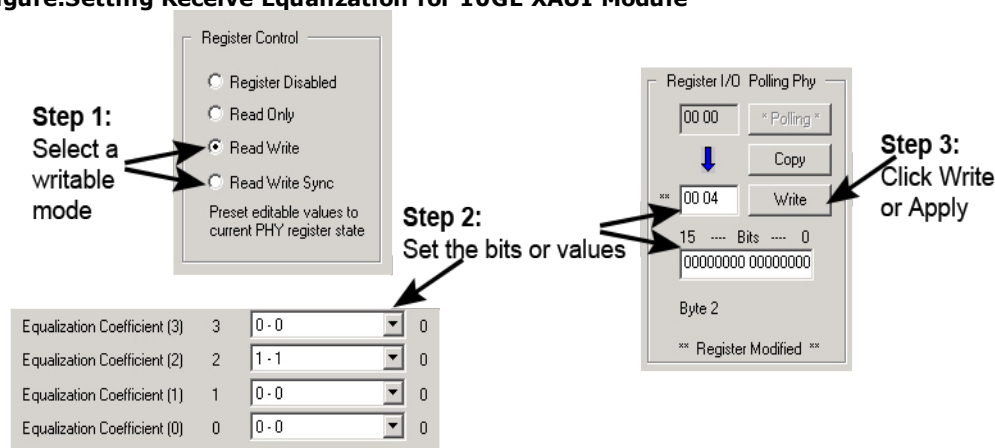 igure:Setting Receive Equalization for 10GE XAUI Module
Register Control
Register Disabled
Read Only
Read Write
Read Write Sync
Preset editable values to
current PHY register state
Step 1:
Select a
writable
mode
Step 2:
Set the bits or values
Register I/O Polling Phy
00 00 * Polling *
Copy
** 00 04 Write
15 ---- Bits ---- 0
00000000 00000000
Byte 2
** Register Modified **
Step 3:
Click Write
or Apply
Equalization Coefficient (3) 3 0 - 0 0
Equalization Coefficient (2) 2 1 - 1 0
Equalization Coefficient (1) 1 0 - 0 0
Equalization Coefficient (0) 0 0 - 0 0